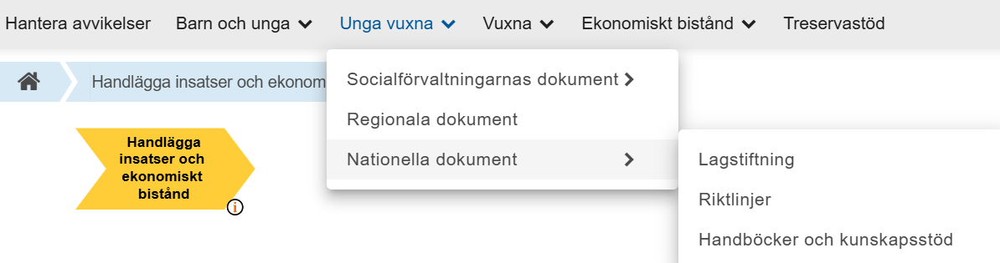 Hantera avvikelser Barn och unga Unga vuxna Vuxna Ekonomiskt bistånd Treservastöd
Handlägga insatser och ekonom
Socialförvaltningarnas dokument
Regionala dokument
Nationella dokument
Lagstiftning
Riktlinjer
Handböcker och kunskapsstöd
Handlägga
insatser och
ekonomiskt
bistånd
i